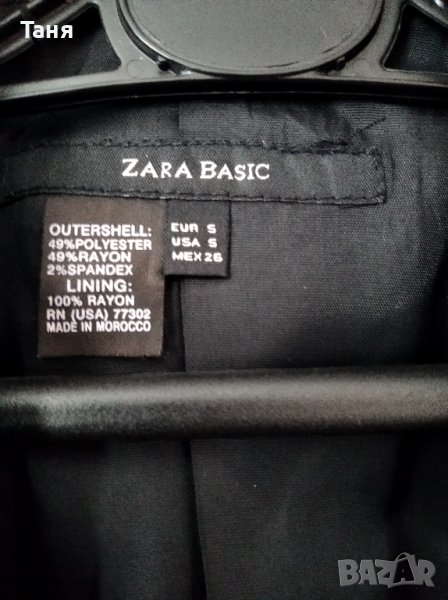 Таня
ZARA BASIC
OUTERSHELL:
49%POLYESTER
49%RAYON
2%SPANDEX
LINING:
100% RAYON
RN (USA) 77302
MADE IN MOROCCO
EUR S
USA S
MEX 26
BAZAR